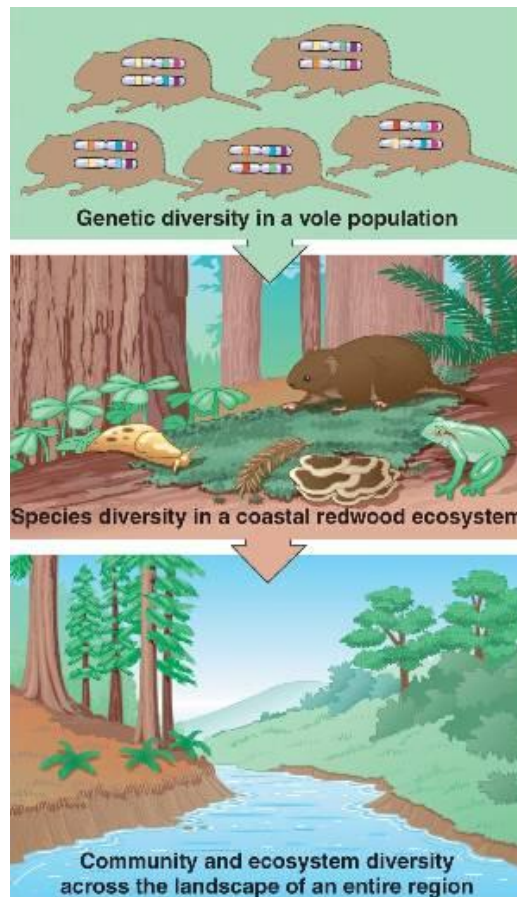 Genetic diversity in a vole population
Species diversity in a coastal redwood ecosystem
Community and ecosystem diversity
across the landscape of an entire region